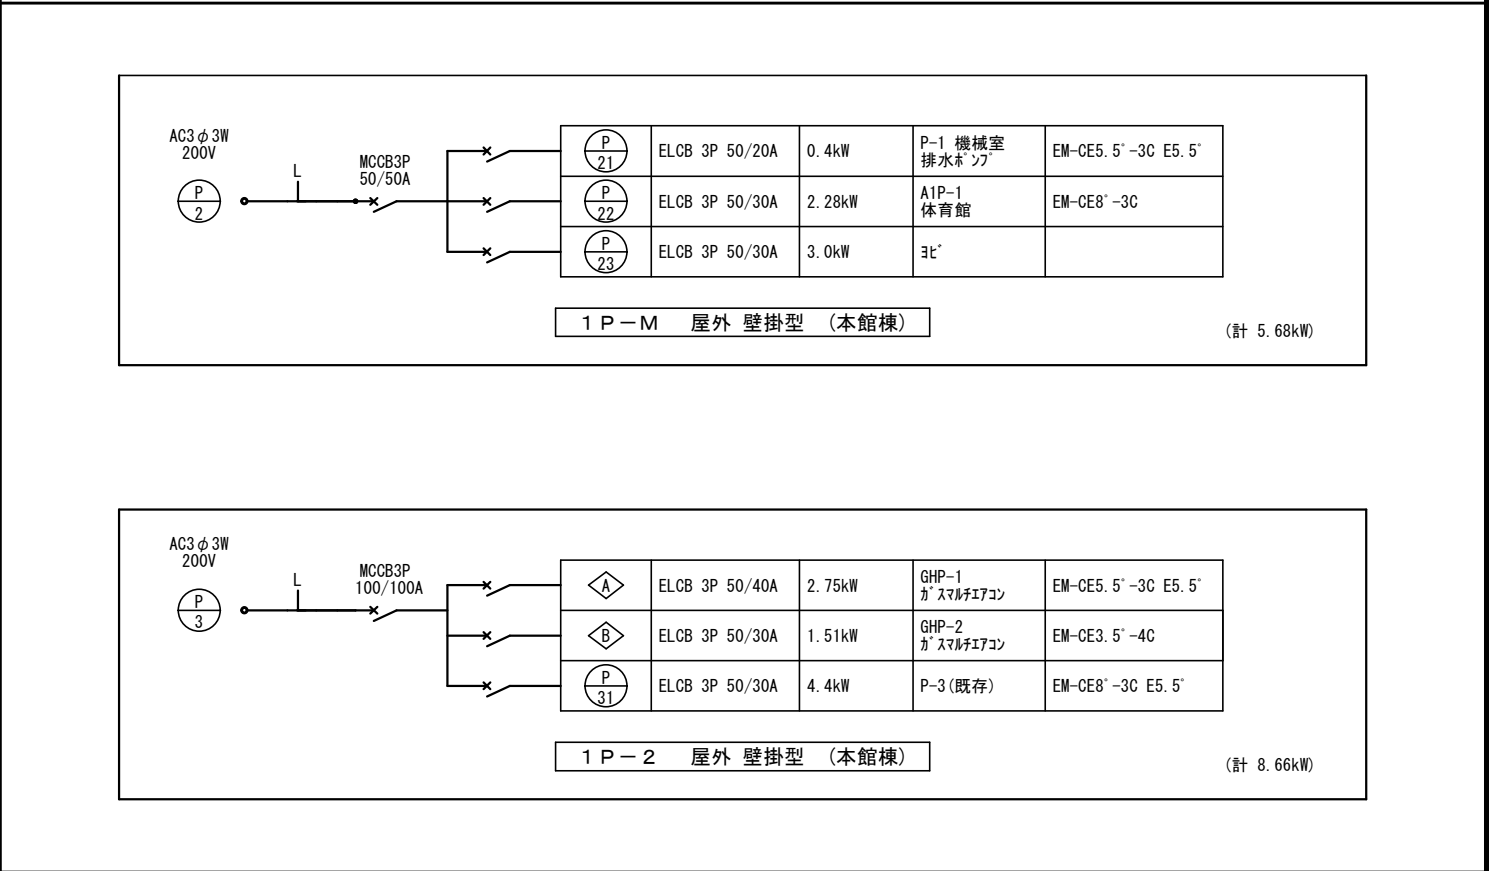 AC3φ3W
200V
P
2
L
MCCB3P
50/50A
P
21
ELCB 3P 50/20A
0.4kW
P-1 機械室
排水ﾎﾟﾝﾌﾟ
EM-CE5.5°-3C E5.5°
P
22
ELCB 3P 50/30A
2.28kW
A1P-1
体育館
EM-CE8°-3C
P
23
ELCB 3P 50/30A
3.0kW
ﾖﾋﾞ
1P-M 屋外 壁掛型 (本館棟)
(計 5.68kW)
AC3φ3W
200V
P
3
L
MCCB3P
100/100A
A
ELCB 3P 50/40A
2.75kW
GHP-1
ｶﾞｽﾏﾙﾁｴｱｺﾝ
EM-CE5.5°-3C E5.5°
B
ELCB 3P 50/30A
1.51kW
GHP-2
ｶﾞｽﾏﾙﾁｴｱｺﾝ
EM-CE3.5°-4C
P
31
ELCB 3P 50/30A
4.4kW
P-3(既存)
EM-CE8°-3C E5.5°
1P-2 屋外 壁掛型 (本館棟)
(計 8.66kW)